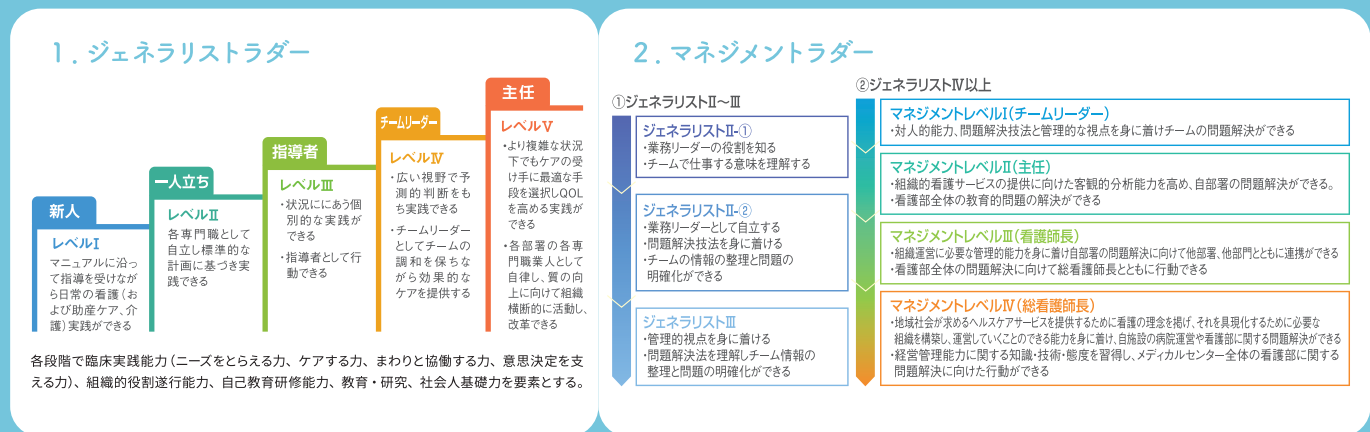 1. ジェネラリストラダー
新人
レベルⅠ
マニュアルに沿っ
て指導を受けなが
ら日常の看護（お
よび助産ケア、介
護）実践ができる
一人立ち
レベルⅡ
各専門職として
自立し標準的な
計画に基づき実
践できる
指導者
レベルⅢ
・状況ににあう個
別的な実践が
できる
・指導者として行
動できる
チームリーダー
レベルⅣ
・広い視野で予
測的判断をも
ち実践できる
・チームリーダー
としてチームの
調和を保ちな
がら効果的な
ケアを提供する
主任
レベルⅤ
・より複雑な状況
下でもケアの受
け手に最適な手
段を選択しQOL
を高める実践が
できる
・各部署の各専
門職業人として
自律し、質の向
上に向けて組織
横断的に活動し、
改革できる
各段階で臨床実践能力（ニーズをとらえる力、ケアする力、まわりと協働する力、意思決定を支
える力）、組織的役割遂行能力、自己教育研修能力、教育・研究、社会人基礎力を要素とする。
2. マネジメントラダー
①ジェネラリストⅡ〜Ⅲ
ジェネラリストⅡ-①
・業務リーダーの役割を知る
・チームで仕事する意味を理解する
ジェネラリストⅡ-②
・業務リーダーとして自立する
・問題解決技法を身に着ける
・チームの情報の整理と問題の
明確化ができる
ジェネラリストⅢ
・管理的視点を身に着ける
・問題解決法を理解しチーム情報の
整理と問題の明確化ができる
②ジェネラリストⅣ以上
マネジメントレベルⅠ（チームリーダー）
・対人的能力、問題解決技法と管理的な視点を身に着けチームの問題解決ができる
マネジメントレベルⅡ（主任）
・組織的看護サービスの提供に向けた客観的分析能力を高め、自部署の問題解決ができる。
・看護部全体の教育的問題の解決ができる
マネジメントレベルⅢ（看護師長）
・組織運営に必要な管理的能力を身に着け自部署の問題解決に向けて他部署、他部門とともに連携ができる
・看護部全体の問題解決に向けて総看護師長とともに行動できる
マネジメントレベルⅣ（総看護師長）
・地域社会が求めるヘルスケアサービスを提供するために看護の理念を掲げ、それを具現化するために必要な
組織を構築し、運営していくことのできる能力を身に着け、自施設の病院運営や看護部に関する問題解決ができる
・経営管理能力に関する知識・技術・態度を習得し、メディカルセンター全体の看護部に関する
問題解決に向けた行動ができる